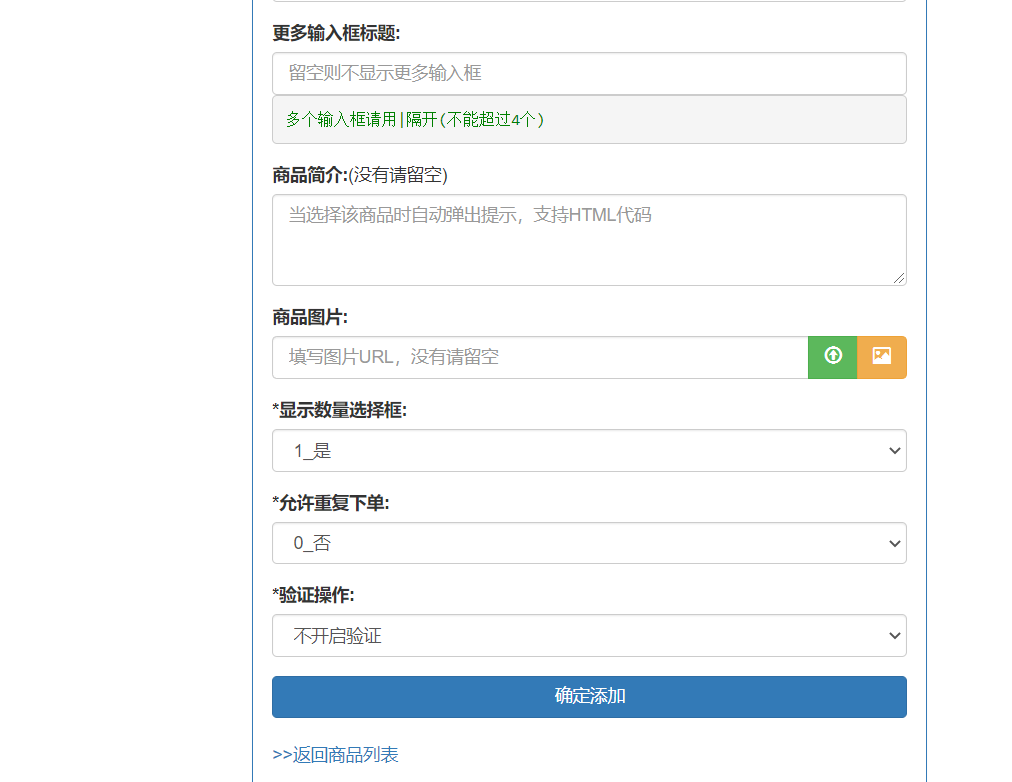 更多输入框标题:
留空则不显示更多输入框
多个输入框请用|隔开(不能超过4个)
商品简介:(没有请留空)
当选择该商品时自动弹出提示，支持HTML代码
商品图片:
填写图片URL，没有请留空
*显示数量选择框:
1_是
*允许重复下单:
0_否
*验证操作:
不开启验证
确定添加
>>返回商品列表